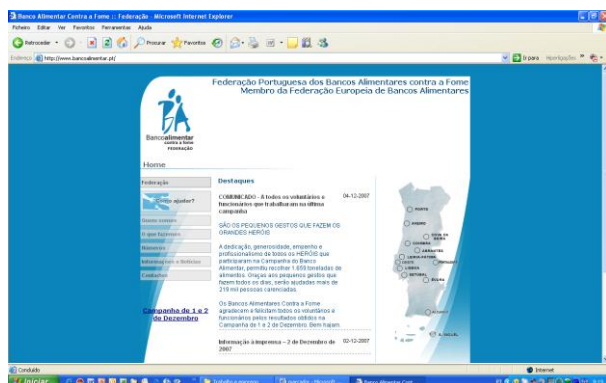 Banco Alimentar Contra a Fome :: Federação - Microsoft Internet Explorer
Ficheiro Editar Ver Favoritos Ferramentas Ajuda
Retroceder Procurar Favoritos
Endereço http://www.bancoalimentar.pt/ Ir para
Federação Portuguesa dos Bancos Alimentares contra a Fome
Membro da Federação Europeia de Bancos Alimentares
Bancoalimentar
contra a fome
FEDERAÇÃO
Home
Federação
Como ajudar?
Quem somos
O que fazemos
Números
Informações e Notícias
Contactos
Campanha de 1 e 2
de Dezembro
Destaques
COMUNICADO - A todos os voluntários e
funcionários que trabalharam na última
campanha
04-12-2007
SÃO OS PEQUENOS GESTOS QUE FAZEM OS
GRANDES HERÓIS
A dedicação, generosidade, empenho e
profissionalismo de todos os HERÓIS que
participaram na Campanha do Banco
Alimentar, permitiu recolher 1.659 toneladas de
alimentos. Graças aos pequenos gestos que
fazem todos os dias, serão ajudadas mais de
219 mil pessoas carenciadas.
Os Bancos Alimentares Contra a Fome
agradecem e felicitam todos os voluntários e
funcionários pelos resultados obtidos na
Campanha de 1 e 2 de Dezembro. Bem hajam.
Informação à Imprensa – 2 de Dezembro de
2007
02-12-2007
PORTO
AVEIRO
COIMBRA
ABRANTES
LISBOA
SETÚBAL
ÉVORA
ALGARVE
S. MIGUEL
Concluído
Internet
Iniciar